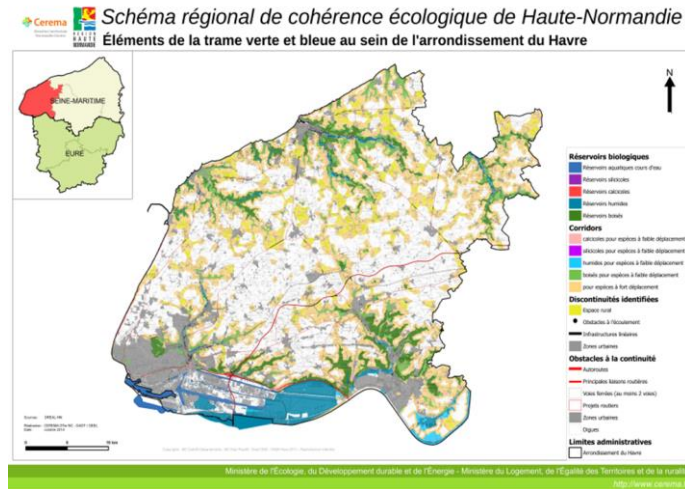 Cerema
RÉGION
HAUTE
NORMANDIE
Schéma régional de cohérence écologique de Haute-Normandie
Éléments de la trame verte et bleue au sein de l'arrondissement du Havre
SEINE-MARITIME
EURE
N
Réservoirs biologiques
Réservoirs aquatiques cours d'eau
Réservoirs silicicoles
Réservoirs calcicoles
Réservoirs humides
Réservoirs boisés
Corridors
calcicoles pour espèces à faible déplacement
silicicoles pour espèces à faible déplacement
humides pour espèces à faible déplacement
boisés pour espèces à faible déplacement
pour espèces à fort déplacement
Discontinuités identifiées
Espace rural
Obstacles à l'écoulement
Infrastructures linéaires
Zones urbaines
Obstacles à la continuité
Autoroutes
Principales liaisons routières
Voies ferrées (au moins 2 voies)
Projets routiers
Zones urbaines
Digues
Limites administratives
Arrondissement du Havre
0 5 10 km
Ministère de l'Écologie, du Développement durable et de l'Énergie - Ministère du Logement, de l'Égalité des Territoires et de la ruralit
http://www.cerema.